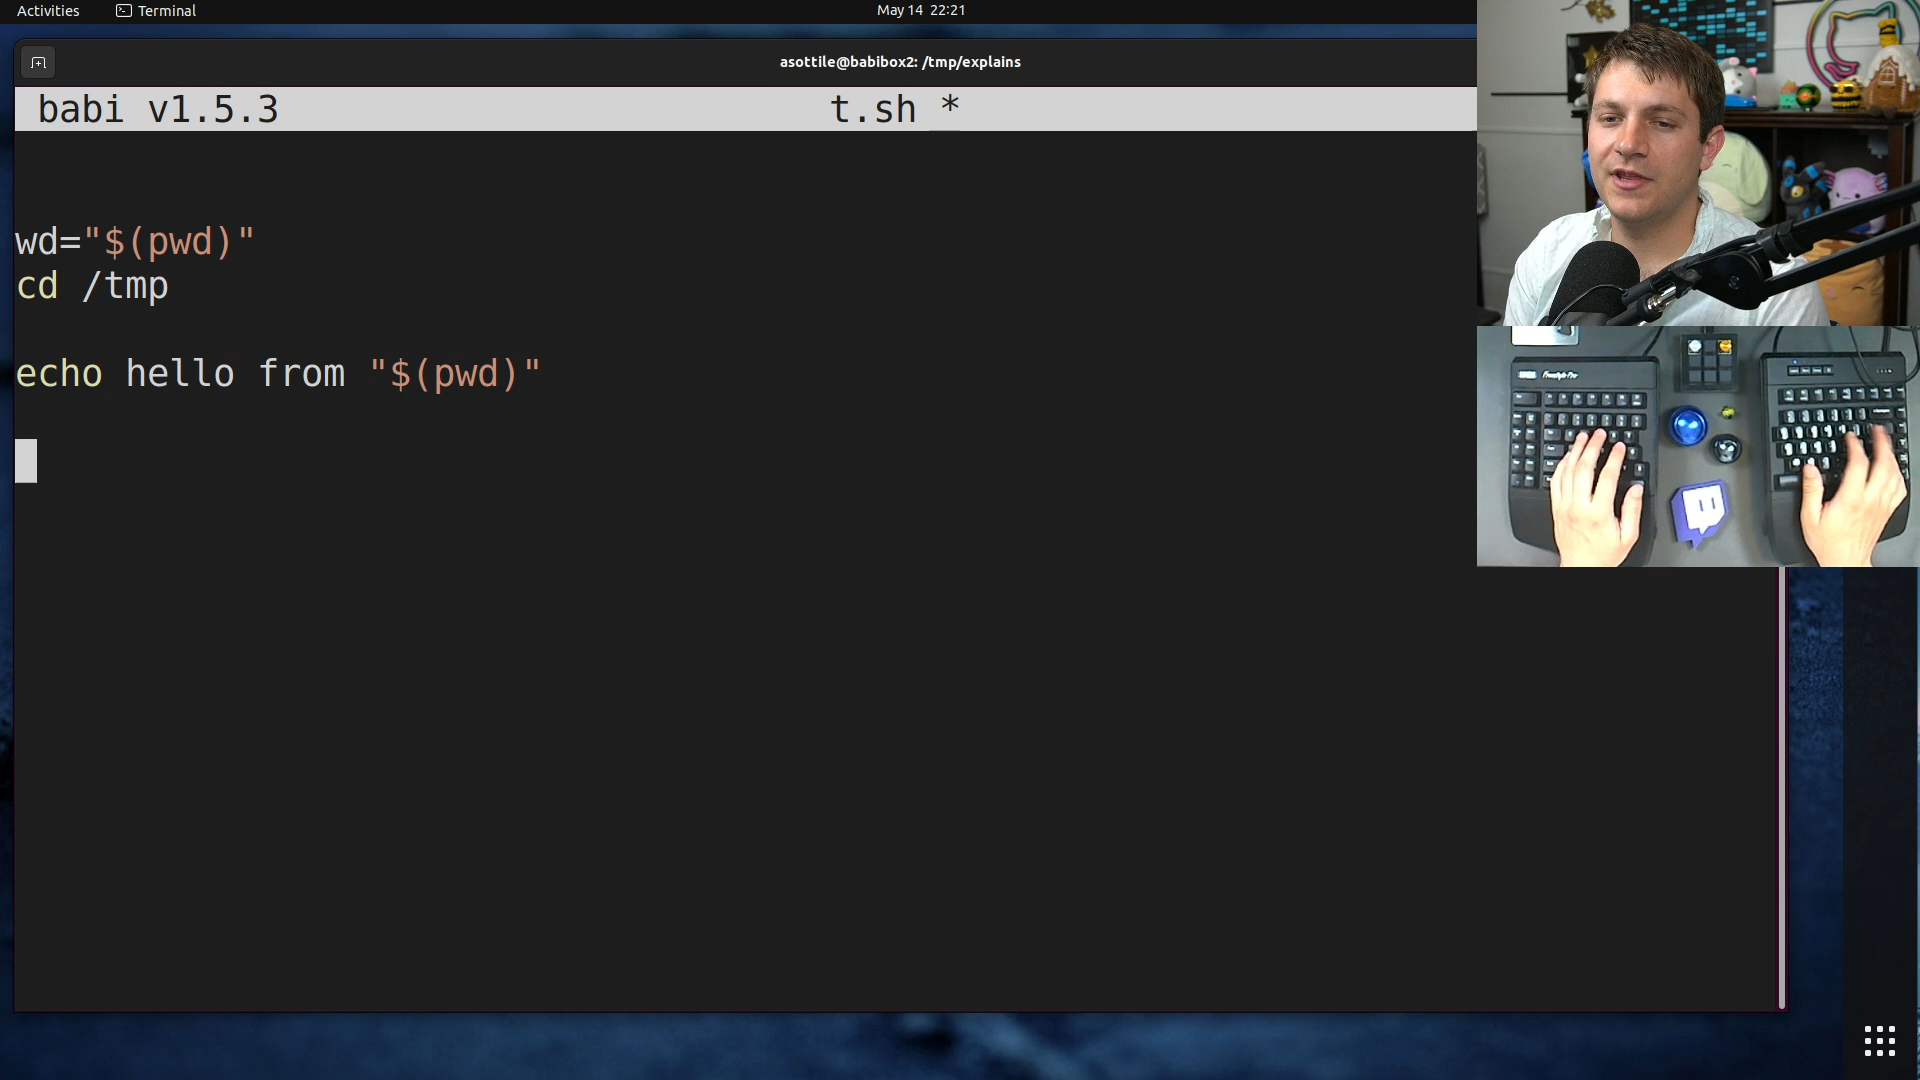 Activities
Terminal
May 14 22:21
asottile@babibox2: /tmp/explains
babi v1.5.3
t.sh *
wd="$(pwd)"
cd /tmp
echo hello from "$(pwd)"